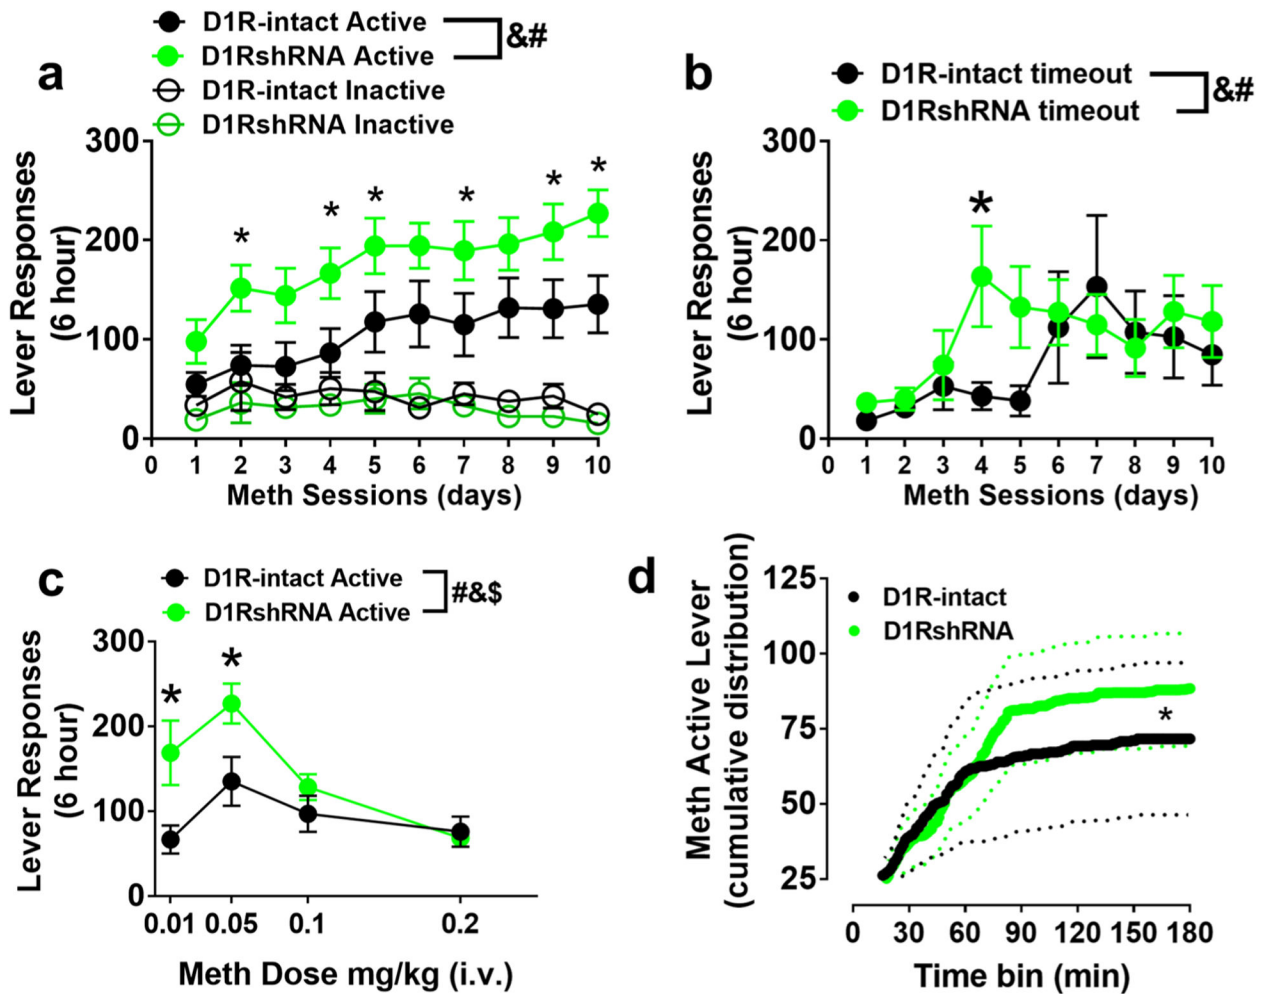 a
D1R-intact Active
D1RshRNA Active
&#
D1R-intact Inactive
D1RshRNA Inactive
Lever Responses
(6 hour)
300
200
100
0
* * * * * *
0 1 2 3 4 5 6 7 8 9 10
Meth Sessions (days)
b
D1R-intact timeout
D1RshRNA timeout
&#
Lever Responses
(6 hour)
300
200
100
0
*
0 1 2 3 4 5 6 7 8 9 10
Meth Sessions (days)
c
D1R-intact Active
D1RshRNA Active
#&$
Lever Responses
(6 hour)
300
200
100
0
* *
0.01 0.05 0.1 0.2
Meth Dose mg/kg (i.v.)
d
D1R-intact
D1RshRNA
Meth Active Lever
(cumulative distribution)
125
100
75
50
25
*
0 30 60 90 120 150 180
Time bin (min)